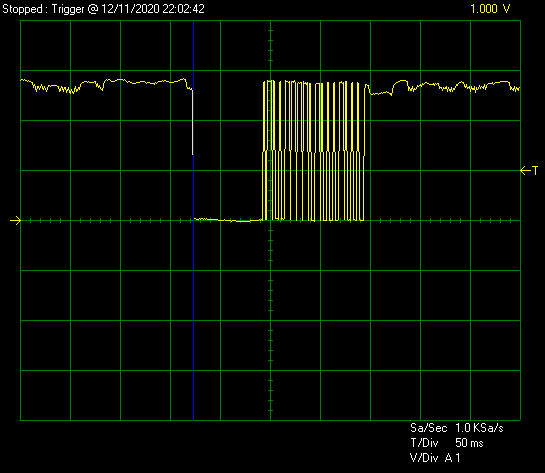 Stopped : Trigger @ 12/11/2020 22:02:42 1.000 V
T
Sa/Sec 1.0 KSa/s
T/Div 50 ms
V/Div A 1